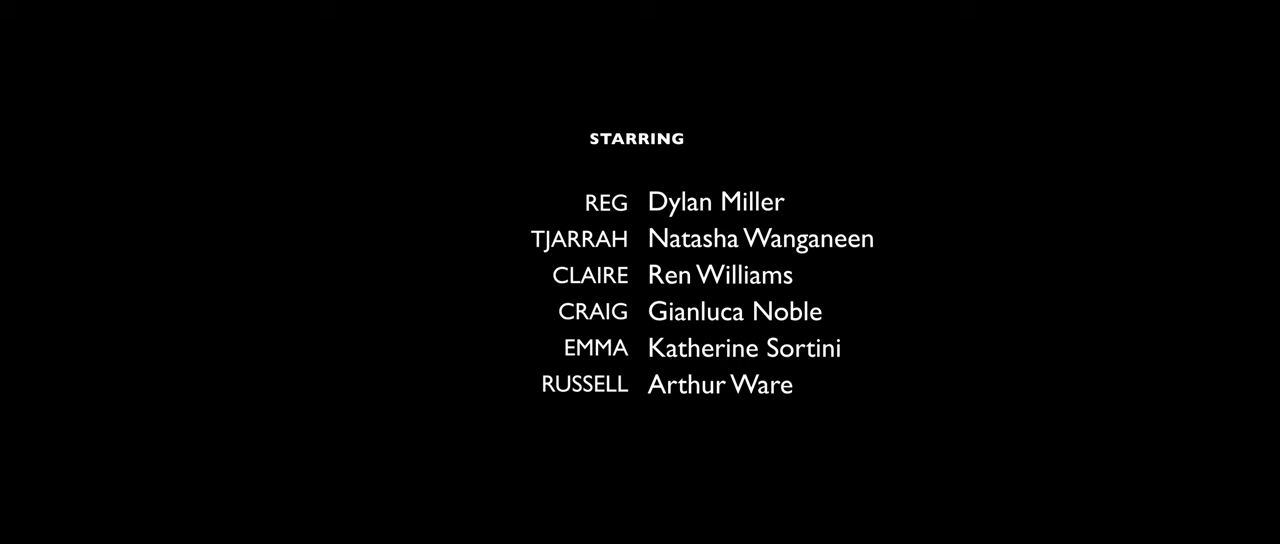 STARRING
REG Dylan Miller
TJARRAH Natasha Wanganeen
CLAIRE Ren Williams
CRAIG Gianluca Noble
EMMA Katherine Sortini
RUSSELL Arthur Ware